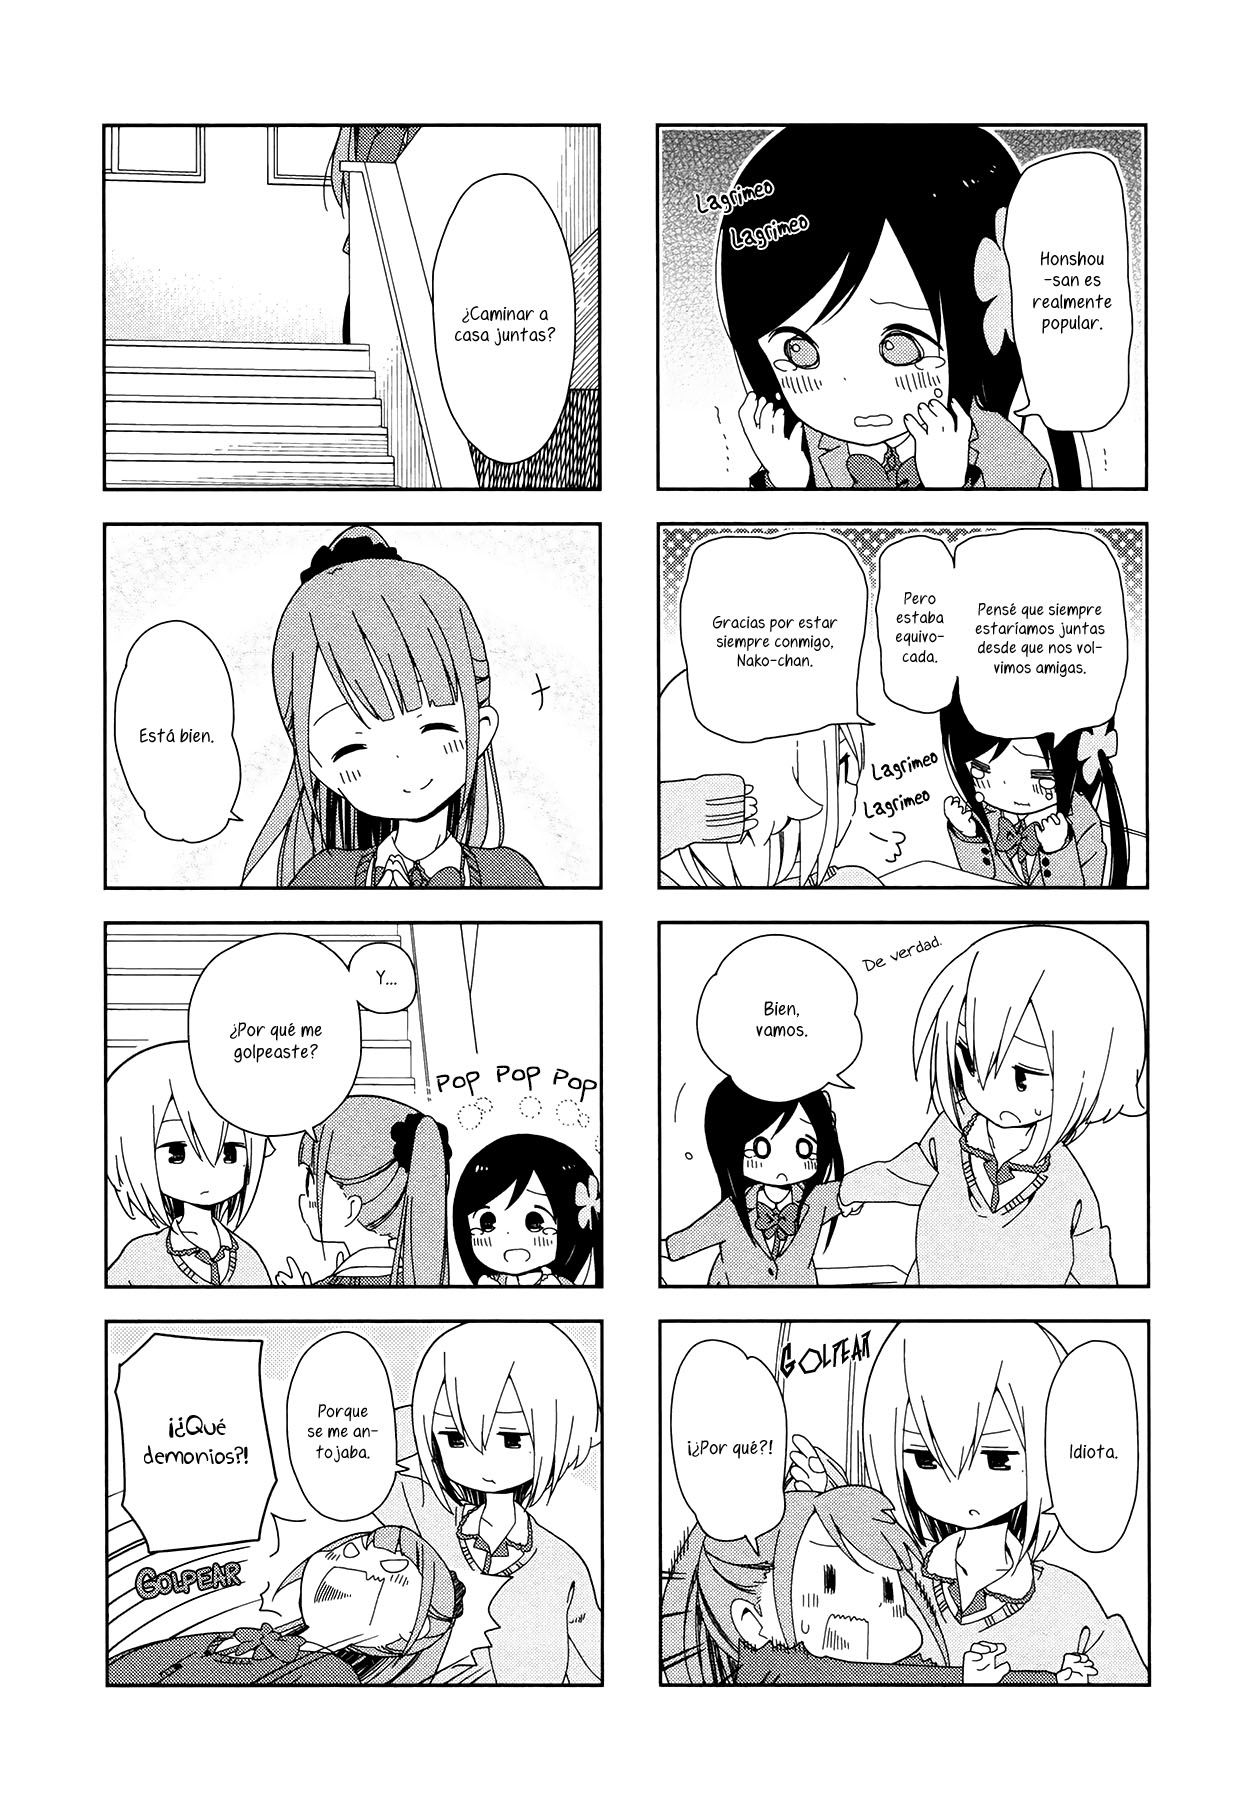 Lagrimeo
Lagrimeo
Honshou
-san es
realmente
popular.
Pensé que siempre
estaríamos juntas
desde que nos vol-
vimos amigas.
Pero
estaba
equivo-
cada.
Gracias por estar
siempre conmigo,
Nako-chan.
Lagrimeo
Lagrimeo
De verdad.
Bien,
vamos.
Idiota.
GOLPEAR
¡¿Por qué?!
¿Caminar a
casa juntas?
Está bien.
Y...
¿Por qué me
golpeaste?
POP POP POP
Porque
se me an-
tojaba.
¡¿Qué
demonios?!
GOLPEAR